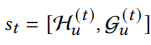 $s_t = [\mathcal{H}_u^{(t)}, \mathcal{G}_u^{(t)}]$